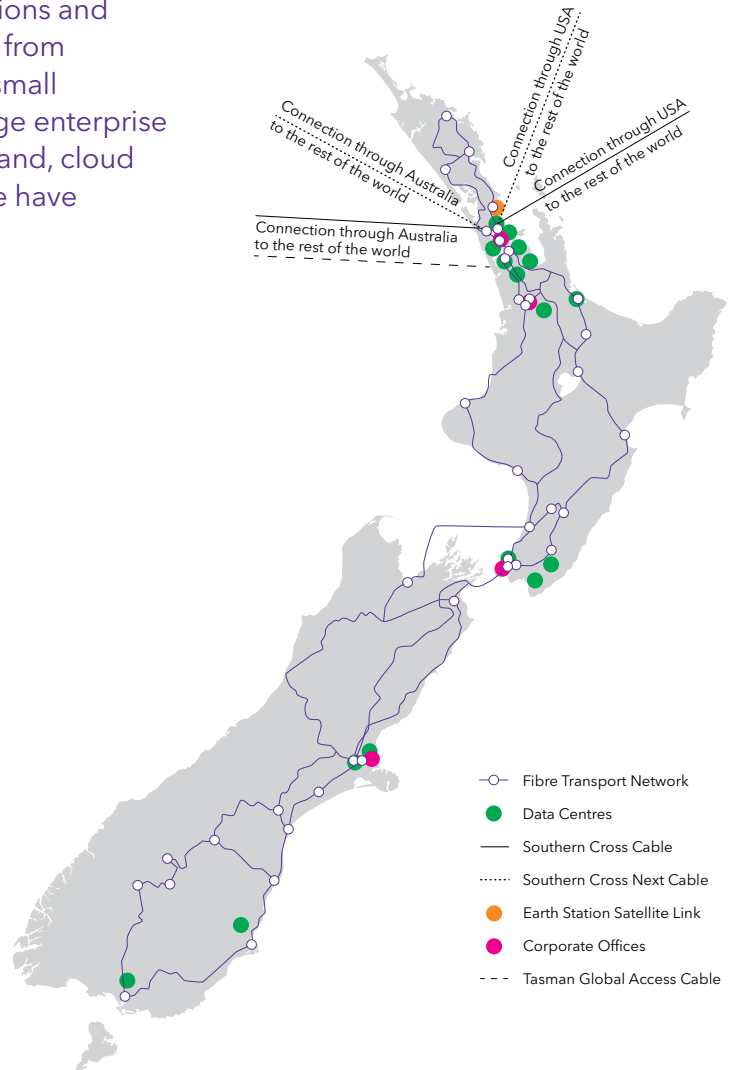 ions and
from
small
ge enterprise
and, cloud
e have
Connection through USA
to the rest of the world
Connection through USA
to the rest of the world
Connection through Australia
to the rest of the world
Connection through Australia
to the rest of the world
Fibre Transport Network
Data Centres
Southern Cross Cable
Southern Cross Next Cable
Earth Station Satellite Link
Corporate Offices
Tasman Global Access Cable